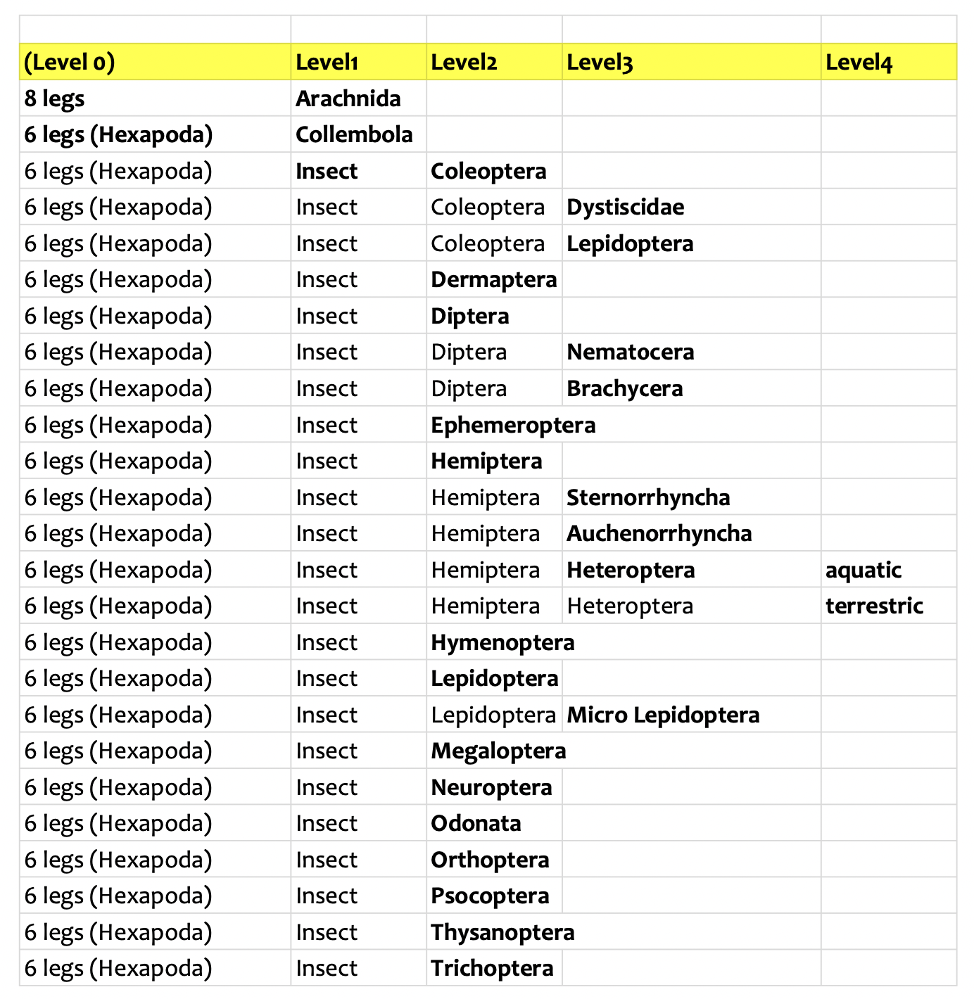 (Level 0) Level1 Level2 Level3 Level4
8 legs Arachnida
6 legs (Hexapoda) Collembola
6 legs (Hexapoda) Insect Coleoptera
6 legs (Hexapoda) Insect Coleoptera Dystiscidae
6 legs (Hexapoda) Insect Coleoptera Lepidoptera
6 legs (Hexapoda) Insect Dermaptera
6 legs (Hexapoda) Insect Diptera
6 legs (Hexapoda) Insect Diptera Nematocera
6 legs (Hexapoda) Insect Diptera Brachycera
6 legs (Hexapoda) Insect Ephemeroptera
6 legs (Hexapoda) Insect Hemiptera
6 legs (Hexapoda) Insect Hemiptera Sternorrhyncha
6 legs (Hexapoda) Insect Hemiptera Auchenorrhyncha
6 legs (Hexapoda) Insect Hemiptera Heteroptera aquatic
6 legs (Hexapoda) Insect Hemiptera Heteroptera terrestric
6 legs (Hexapoda) Insect Hymenoptera
6 legs (Hexapoda) Insect Lepidoptera
6 legs (Hexapoda) Insect Lepidoptera Micro Lepidoptera
6 legs (Hexapoda) Insect Megaloptera
6 legs (Hexapoda) Insect Neuroptera
6 legs (Hexapoda) Insect Odonata
6 legs (Hexapoda) Insect Orthoptera
6 legs (Hexapoda) Insect Psocoptera
6 legs (Hexapoda) Insect Thysanoptera
6 legs (Hexapoda) Insect Trichoptera